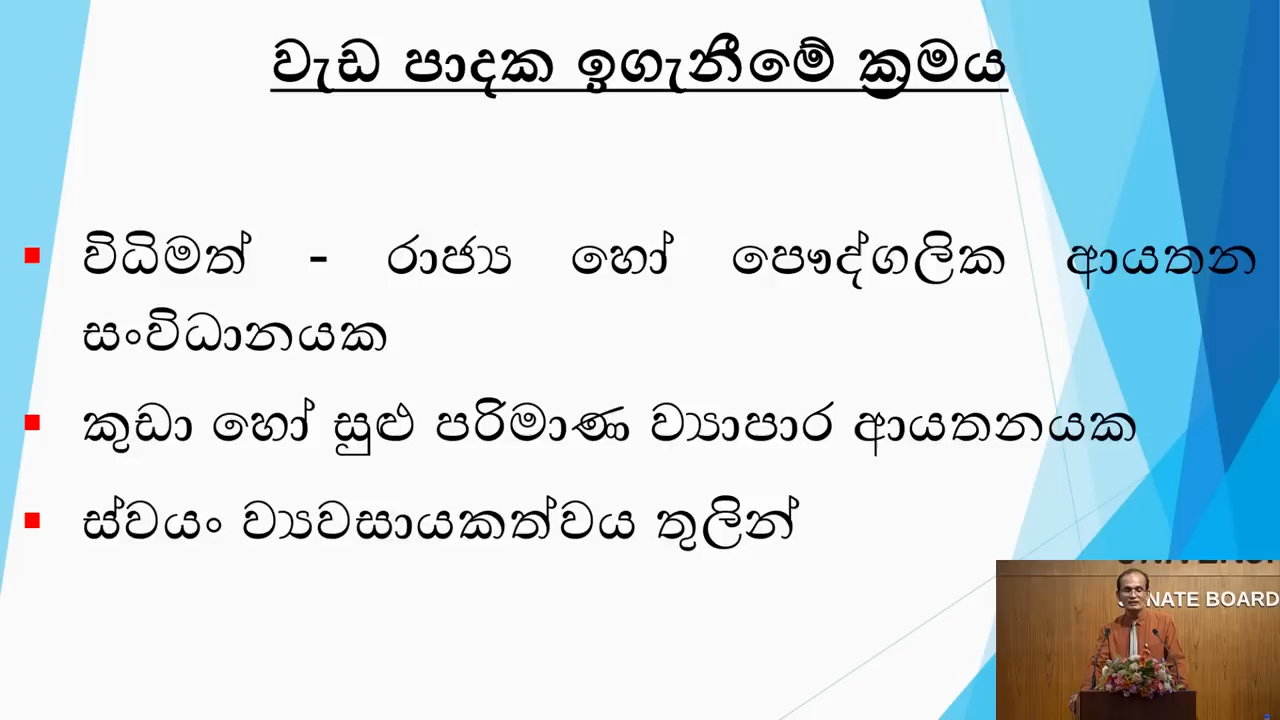 වැඩ පාදක ඉගැනීමේ ක්‍රමය
▪ විධිමත් - රාජ්‍ය හෝ පෞද්ගලික ආයතන
සංවිධානයක
▪ කුඩා හෝ සුළු පරිමාණ ව්‍යාපාර ආයතනයක
▪ ස්වයං ව්‍යවසායකත්වය තුලින්
NATE BOARD